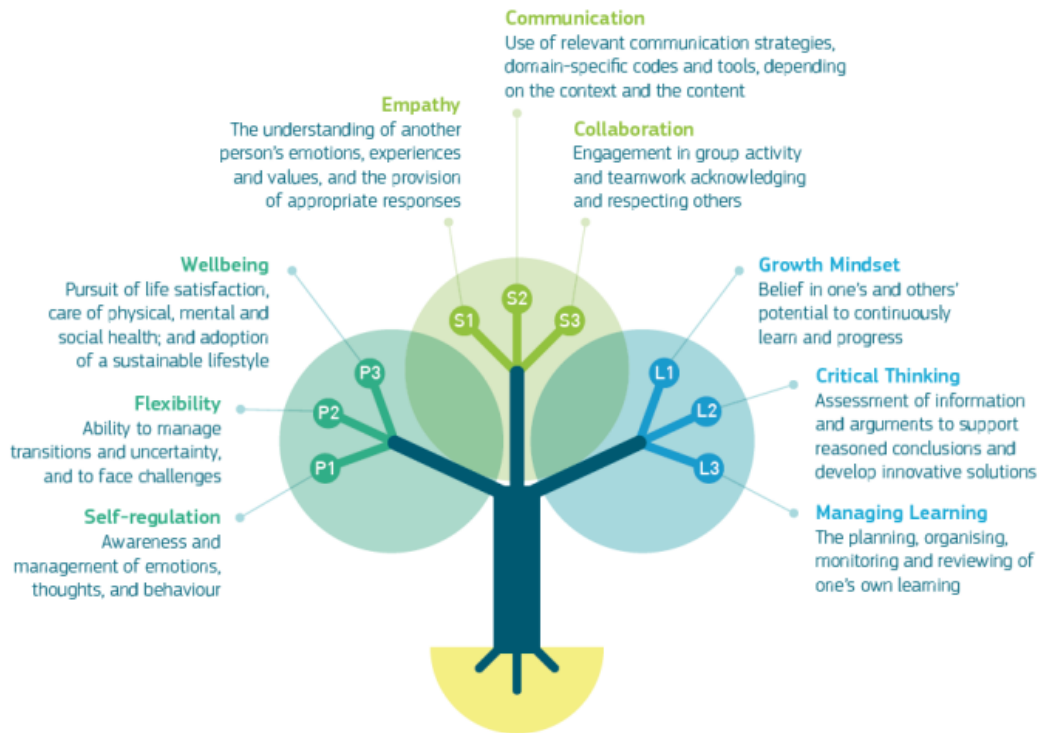 Communication
Use of relevant communication strategies,
domain-specific codes and tools, depending
on the context and the content
Empathy
The understanding of another
person's emotions, experiences
and values, and the provision
of appropriate responses
Collaboration
Engagement in group activity
and teamwork acknowledging
and respecting others
Wellbeing
Pursuit of life satisfaction,
care of physical, mental and
social health; and adoption
of a sustainable lifestyle
Flexibility
Ability to manage
transitions and uncertainty,
and to face challenges
Self-regulation
Awareness and
management of emotions,
thoughts, and behaviour
P3
P2
P1
S1
S2
S3
L1
L2
L3
Growth Mindset
Belief in one's and others'
potential to continuously
learn and progress
Critical Thinking
Assessment of information
and arguments to support
reasoned conclusions and
develop innovative solutions
Managing Learning
The planning, organising,
monitoring and reviewing of
one's own learning